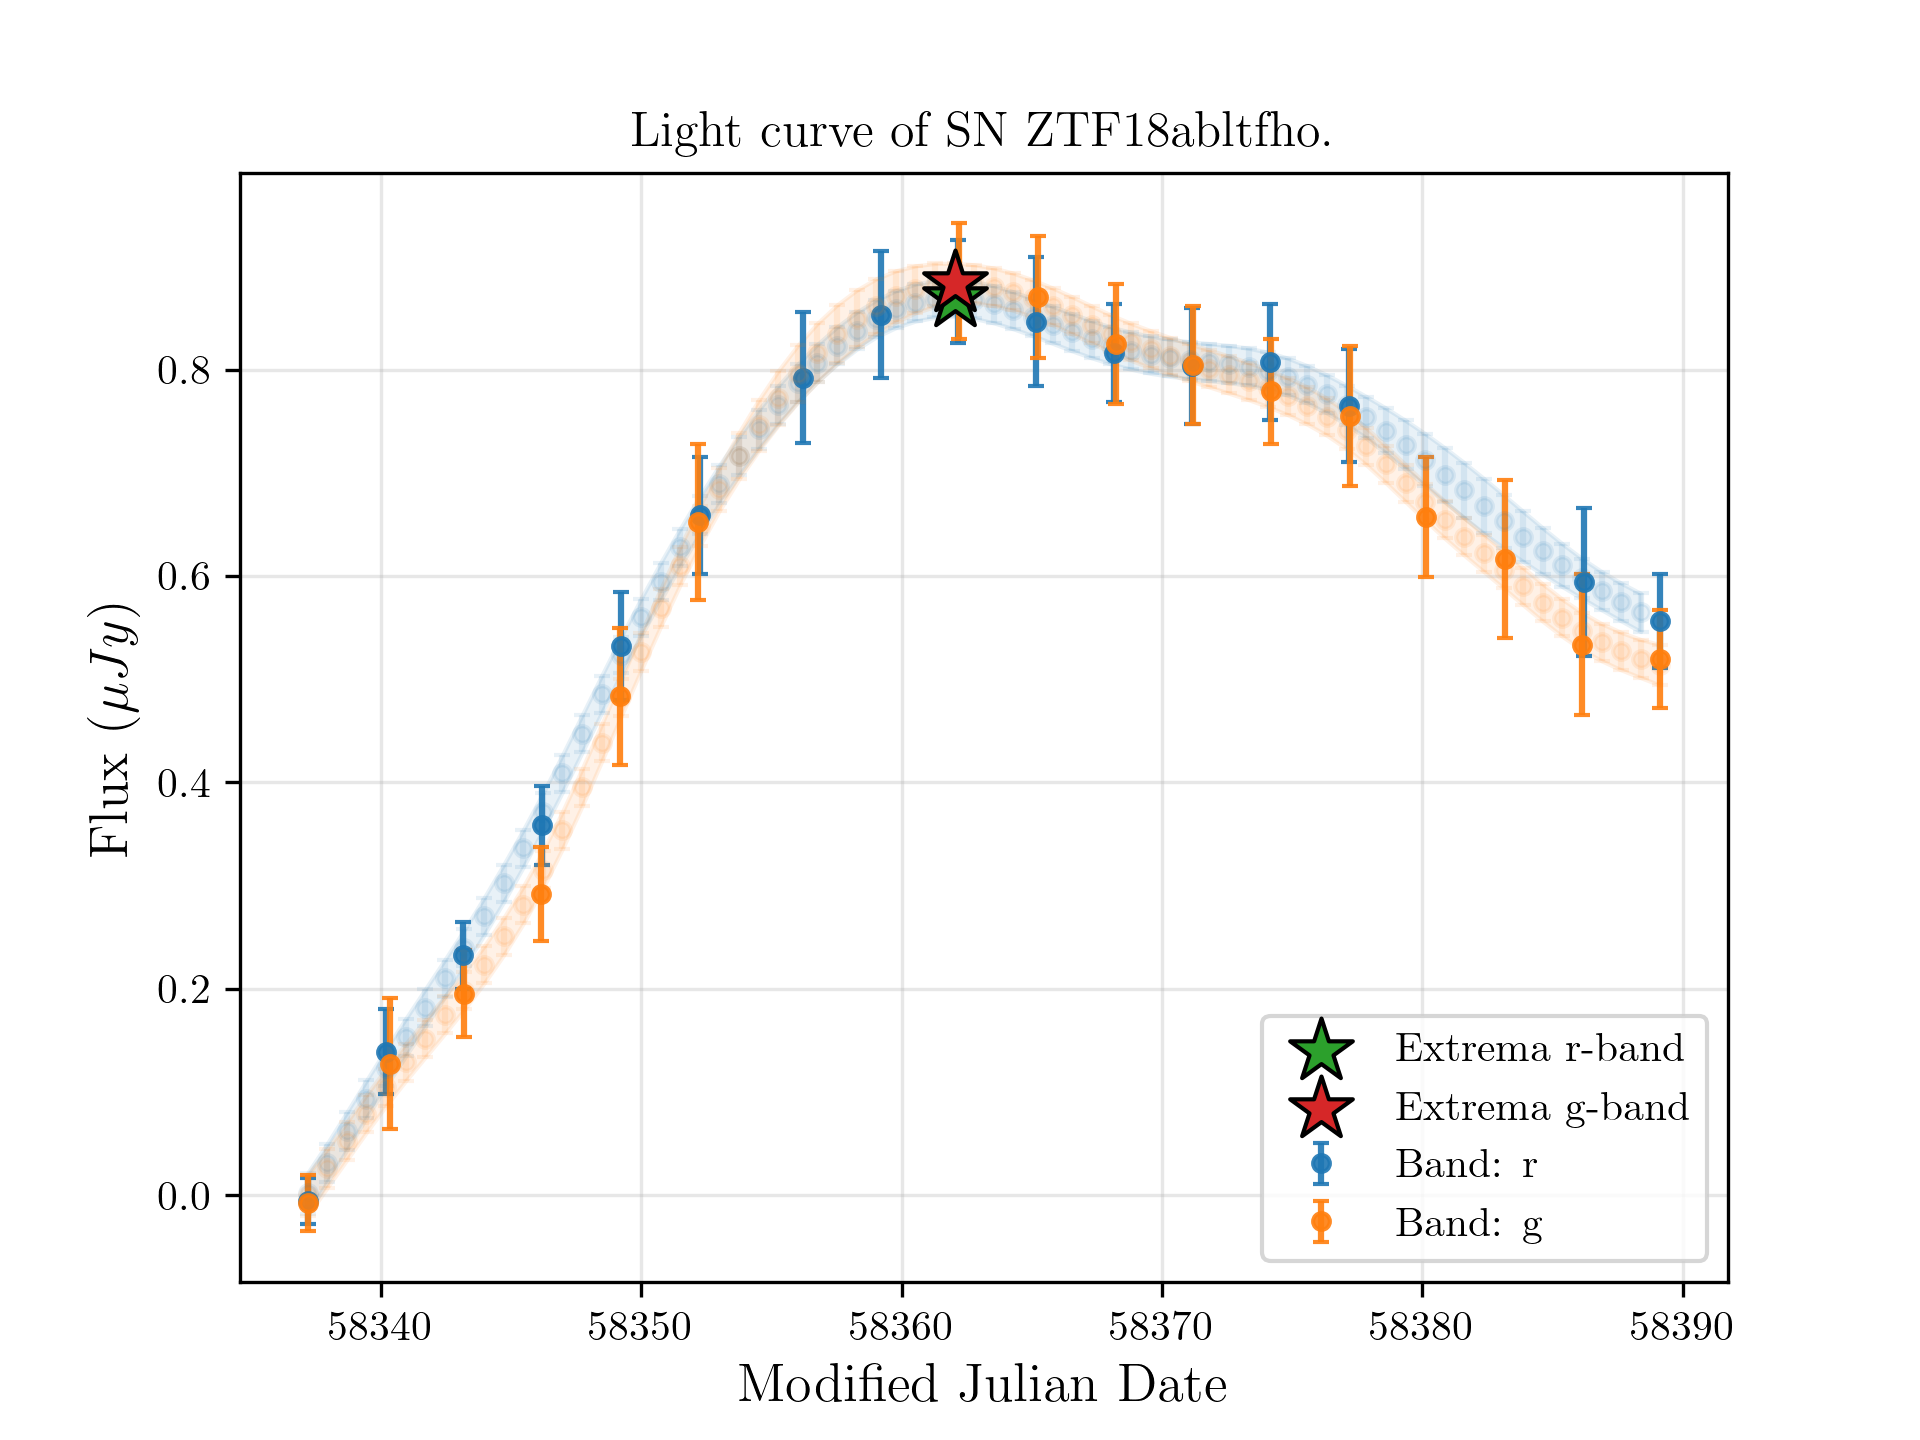 Light curve of SN ZTF18abltfho.
Flux (μJy)
0.8
0.6
0.4
0.2
0.0
Extrema r-band
Extrema g-band
Band: r
Band: g
58340 58350 58360 58370 58380 58390
Modified Julian Date